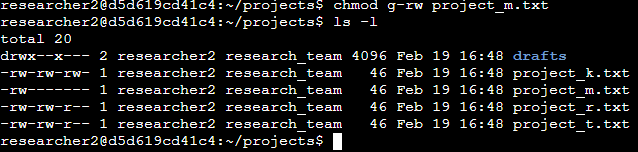 researcher2@d5d619cd41c4:~/projects$ chmod g-rw project_m.txt
researcher2@d5d619cd41c4:~/projects$ ls -l
total 20
drwx--x--- 2 researcher2 research_team 4096 Feb 19 16:48 drafts
-rw-rw-rw- 1 researcher2 research_team   46 Feb 19 16:48 project_k.txt
-rw------- 1 researcher2 research_team   46 Feb 19 16:48 project_m.txt
-rw-rw-r-- 1 researcher2 research_team   46 Feb 19 16:48 project_r.txt
-rw-rw-r-- 1 researcher2 research_team   46 Feb 19 16:48 project_t.txt
researcher2@d5d619cd41c4:~/projects$